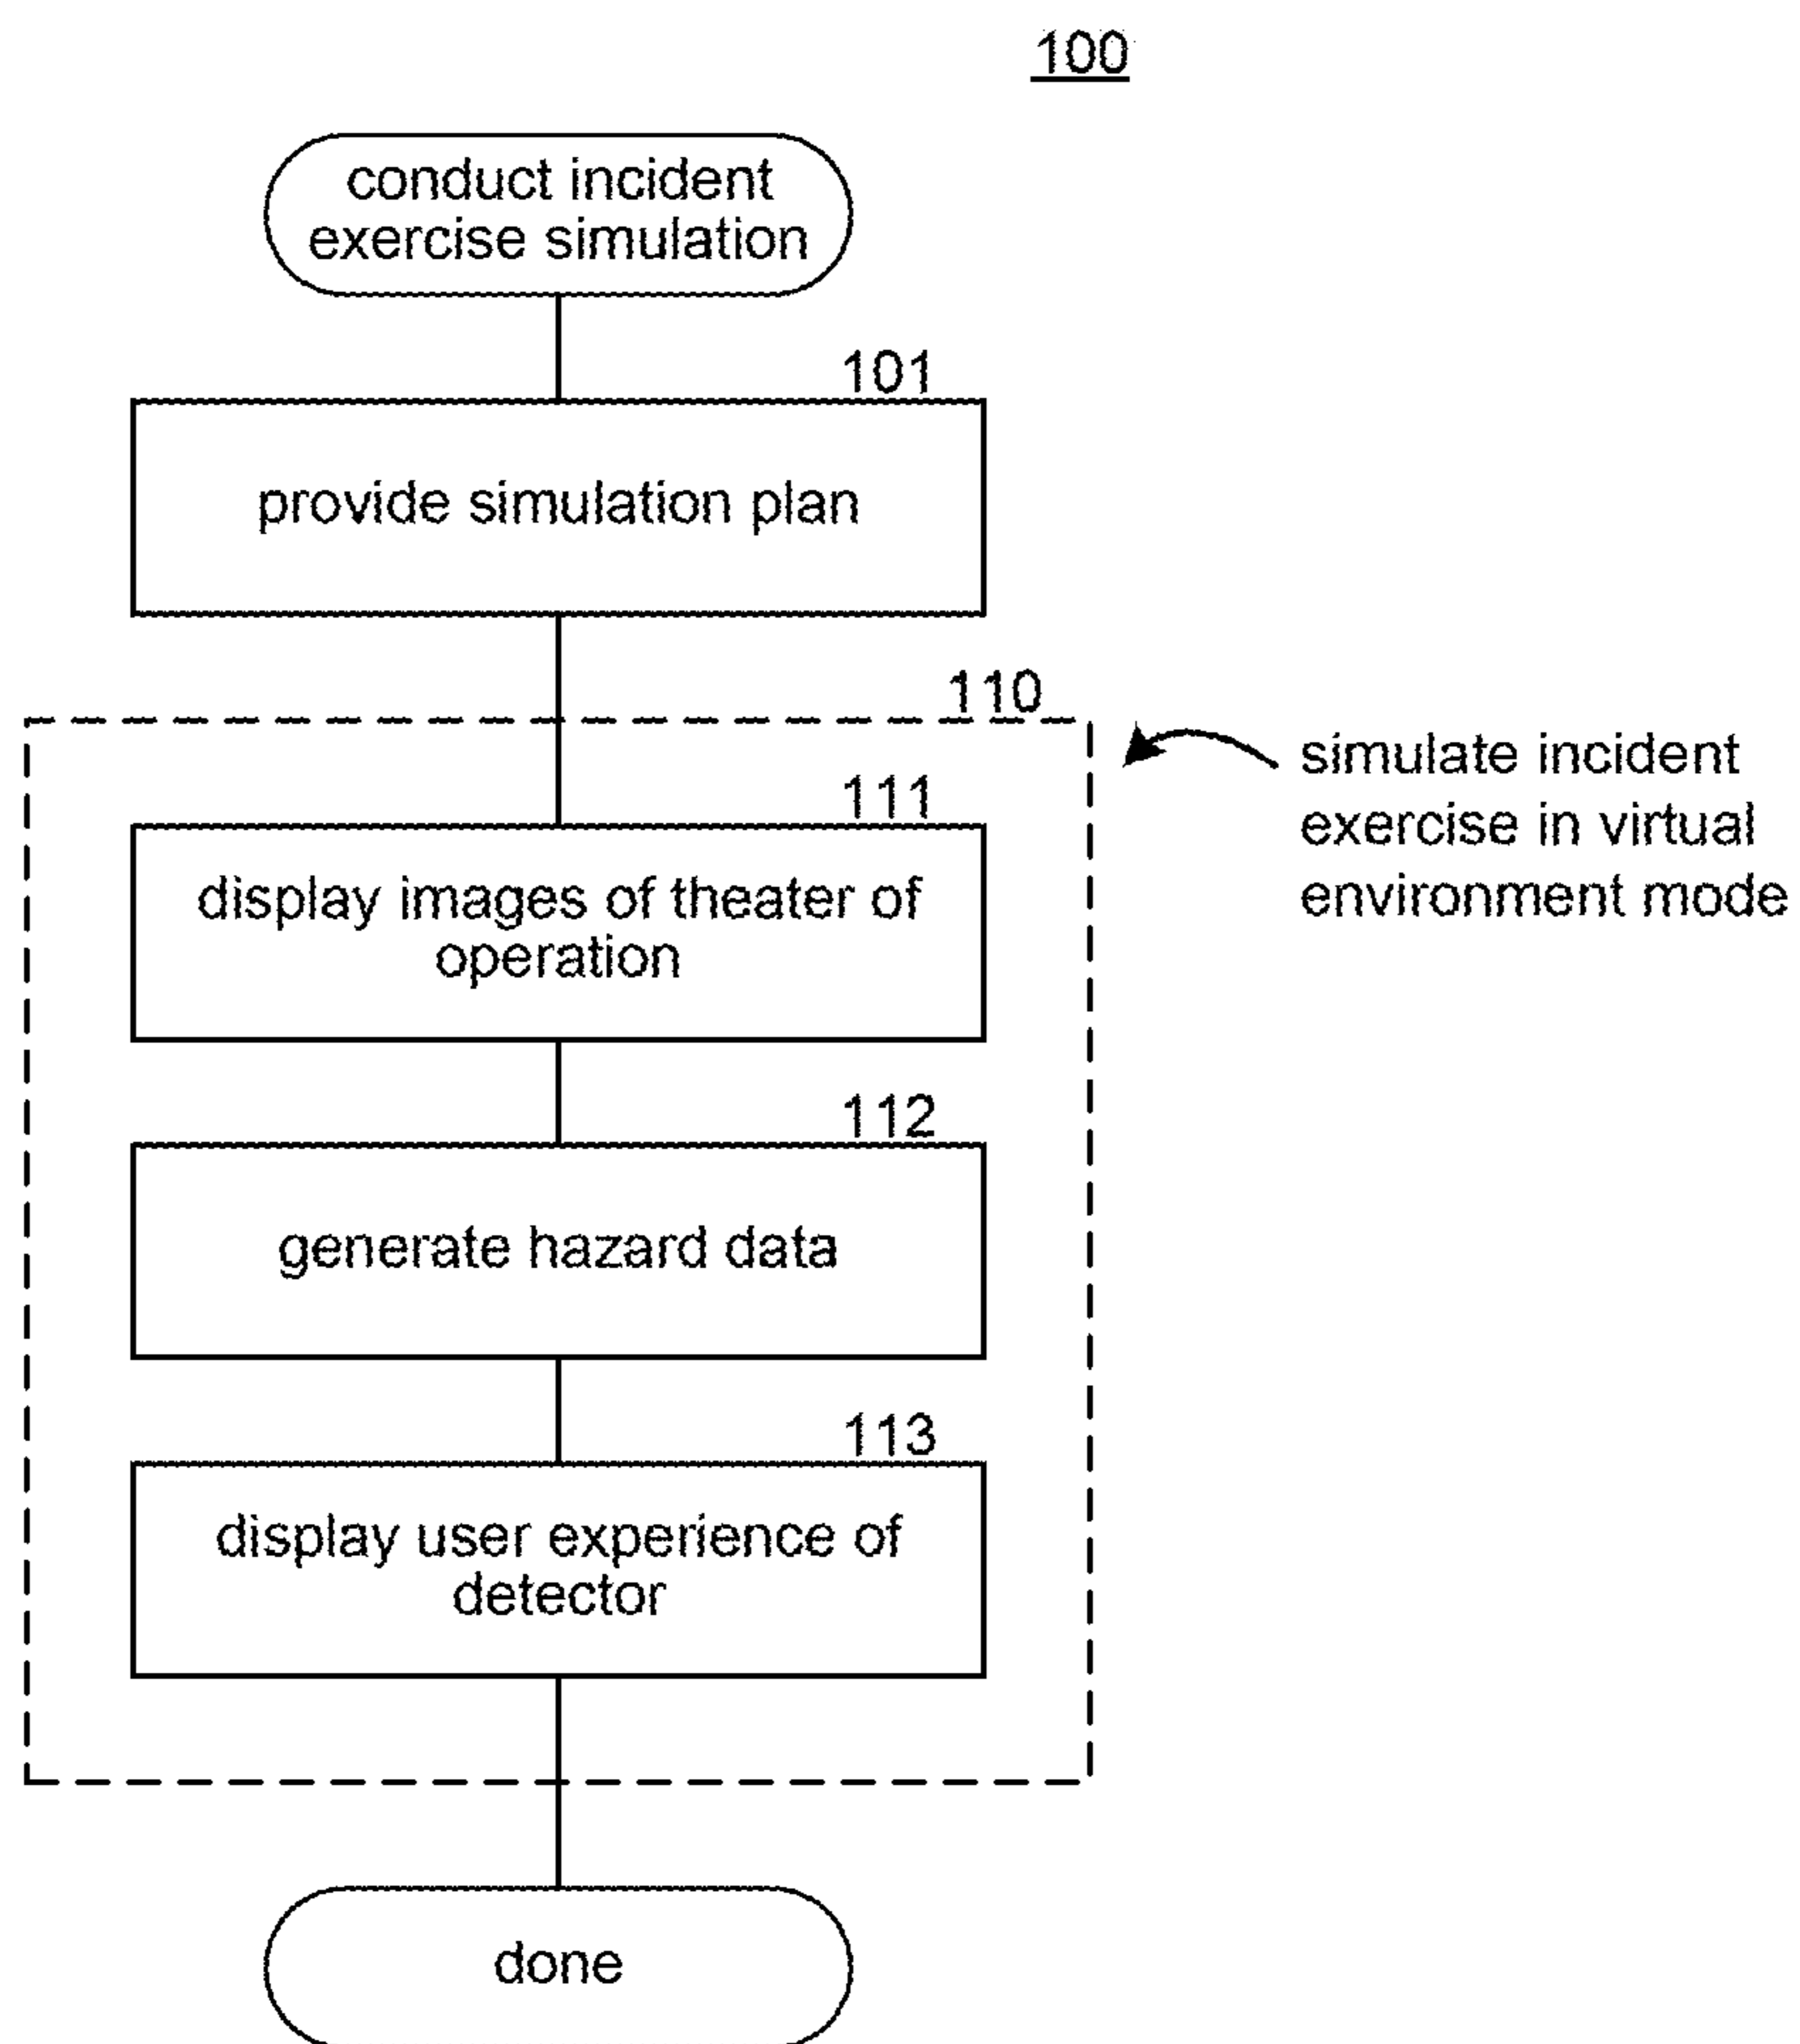 100
conduct incident
exercise simulation
101
provide simulation plan
110
simulate incident
exercise in virtual
environment mode
111
display images of theater of
operation
112
generate hazard data
113
display user experience of
detector
done